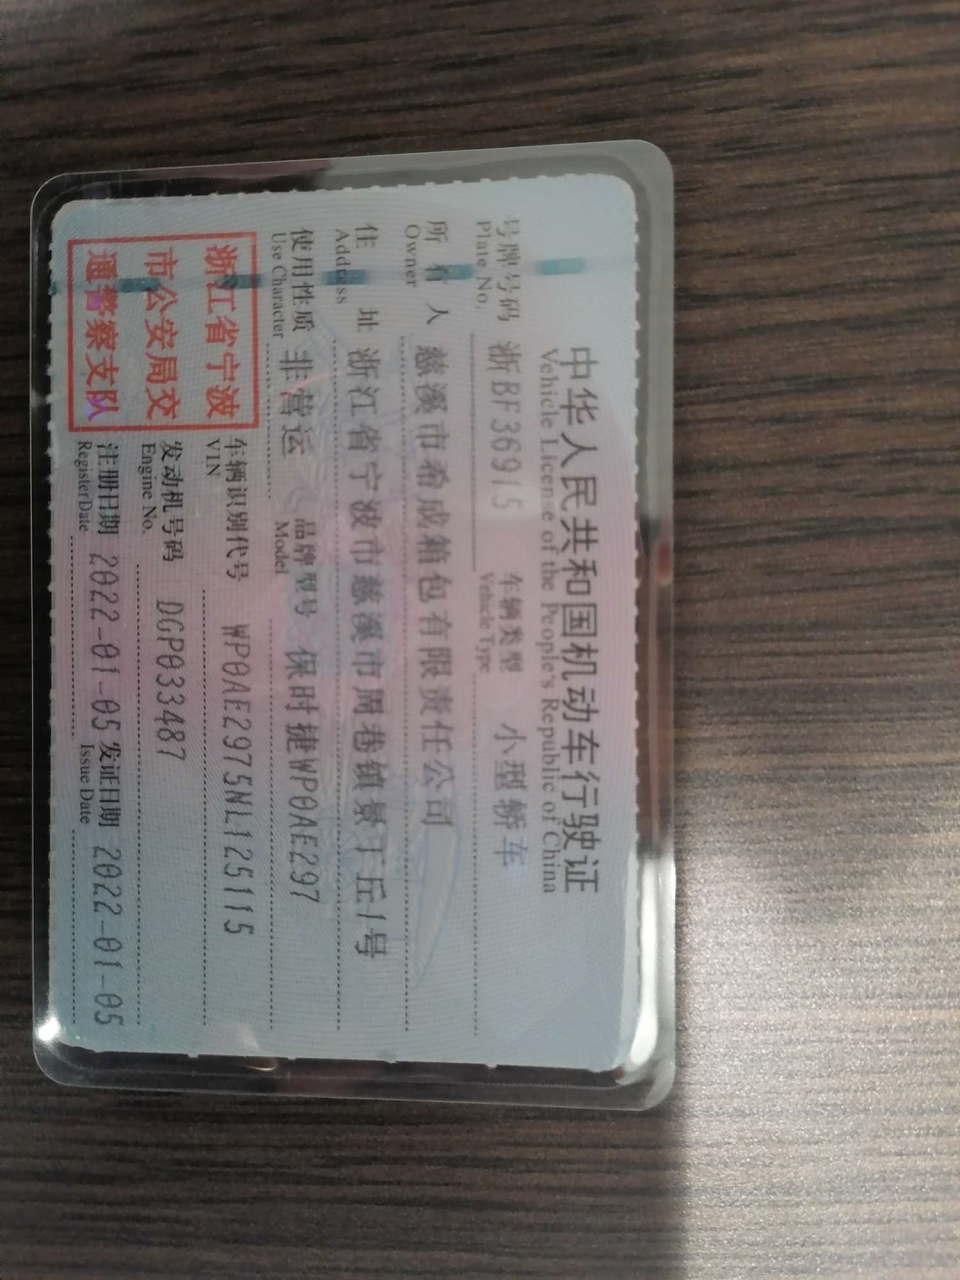 中华人民共和国机动车行驶证
Vehicle License of the People's Republic of China
号牌号码 浙BF36915 车辆类型 小型轿车
Plate No. Vehicle Type
所有人 慈溪市希成箱包有限责任公司
Owner
住址 浙江省宁波市慈溪市周巷镇景丁丘1号
Address
使用性质 非营运 品牌型号 保时捷WP0AE297
Use Character Model
浙江省宁波
市公安局交
通警察支队
车辆识别代号 WP0AE2975NL125115
VIN
发动机号码 DGP033487
Engine No.
注册日期 2022-01-05 发证日期 2022-01-05
Register Date Issue Date